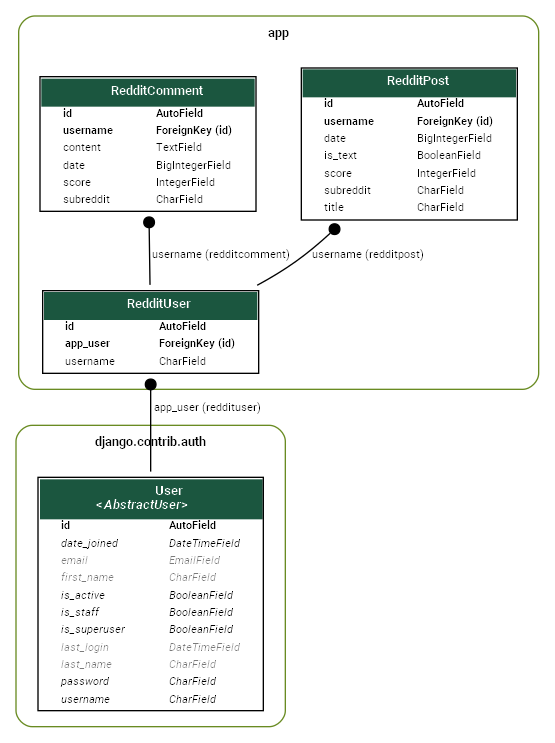 app
RedditComment
id AutoField
username ForeignKey (id)
content TextField
date BigIntegerField
score IntegerField
subreddit CharField
RedditPost
id AutoField
username ForeignKey (id)
date BigIntegerField
is_text BooleanField
score IntegerField
subreddit CharField
title CharField
username (redditcomment)
username (redditpost)
RedditUser
id AutoField
app_user ForeignKey (id)
username CharField
app_user (reddituser)
django.contrib.auth
User
<AbstractUser>
id AutoField
date_joined DateTimeField
email EmailField
first_name CharField
is_active BooleanField
is_staff BooleanField
is_superuser BooleanField
last_login DateTimeField
last_name CharField
password CharField
username CharField